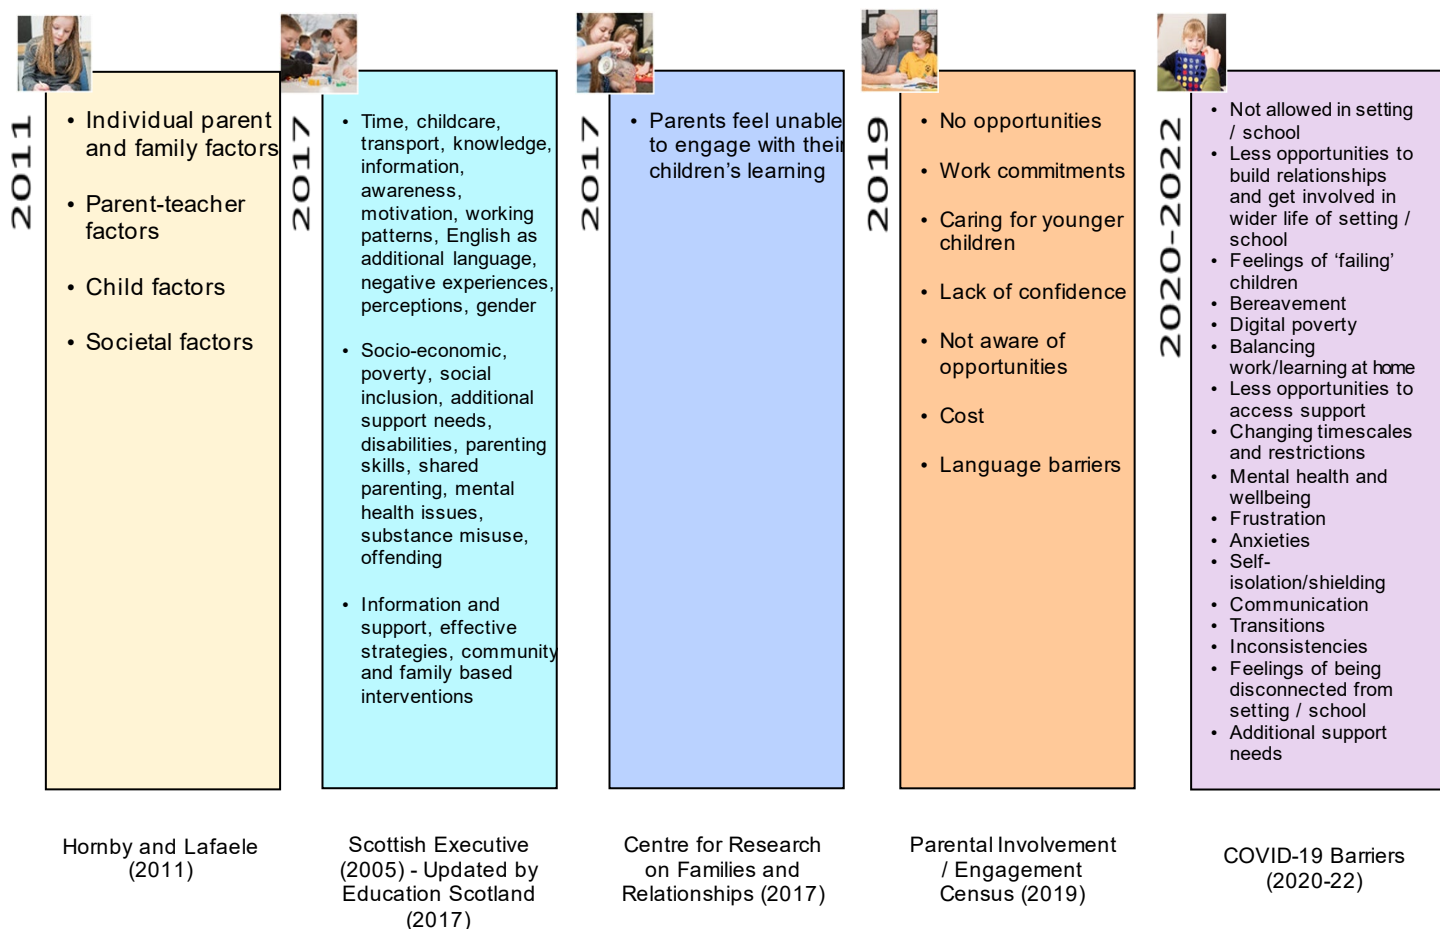 2011
• Individual parent
and family factors
• Parent-teacher
factors
• Child factors
• Societal factors
Hornby and Lafaele
(2011)
2017
• Time, childcare,
transport, knowledge,
information,
awareness,
motivation, working
patterns, English as
additional language,
negative experiences,
perceptions, gender
• Socio-economic,
poverty, social
inclusion, additional
support needs,
disabilities, parenting
skills, shared
parenting, mental
health issues,
substance misuse,
offending
• Information and
support, effective
strategies, community
and family based
interventions
Scottish Executive
(2005) - Updated by
Education Scotland
(2017)
2017
• Parents feel unable
to engage with their
children’s learning
Centre for Research
on Families and
Relationships (2017)
2019
• No opportunities
• Work commitments
• Caring for younger
children
• Lack of confidence
• Not aware of
opportunities
• Cost
• Language barriers
Parental Involvement
/ Engagement
Census (2019)
2020-2022
• Not allowed in setting
/ school
• Less opportunities to
build relationships
and get involved in
wider life of setting /
school
• Feelings of ‘failing’
children
• Bereavement
• Digital poverty
• Balancing
work/learning at home
• Less opportunities to
access support
• Changing timescales
and restrictions
• Mental health and
wellbeing
• Frustration
• Anxieties
• Self-
isolation/shielding
• Communication
• Transitions
• Inconsistencies
• Feelings of being
disconnected from
setting / school
• Additional support
needs
COVID-19 Barriers
(2020-22)